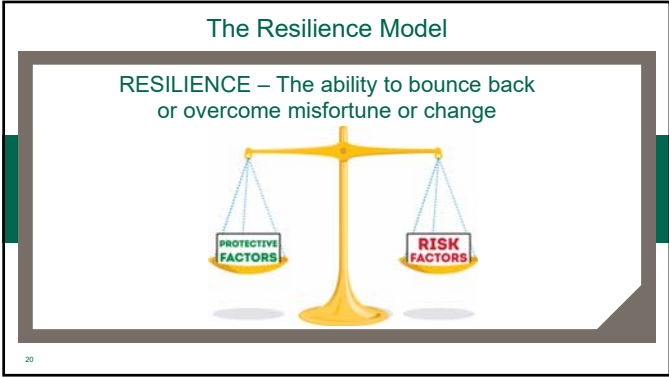 The Resilience Model
RESILIENCE – The ability to bounce back
or overcome misfortune or change
PROTECTIVE
FACTORS
RISK
FACTORS
20